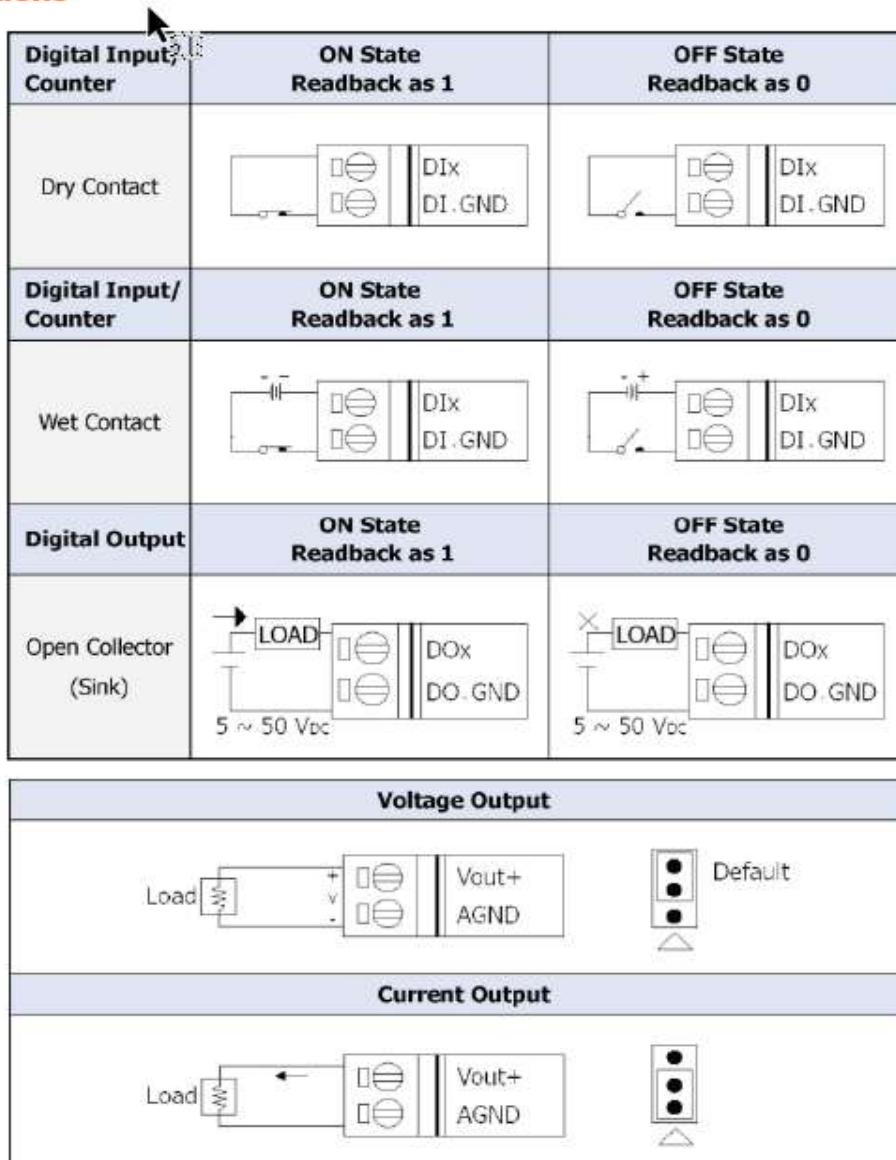 Digital Input/ Counter
ON State Readback as 1
OFF State Readback as 0
Dry Contact
DIx
DI.GND
DIx
DI.GND
Digital Input/ Counter
ON State Readback as 1
OFF State Readback as 0
Wet Contact
- -
DIx
DI.GND
- +
DIx
DI.GND
Digital Output
ON State Readback as 1
OFF State Readback as 0
Open Collector (Sink)
LOAD
DOx
DO.GND
5 ~ 50 VDC
LOAD
DOx
DO.GND
5 ~ 50 VDC
Voltage Output
Load
+
V
-
Vout+
AGND
Default
Current Output
Load
Vout+
AGND